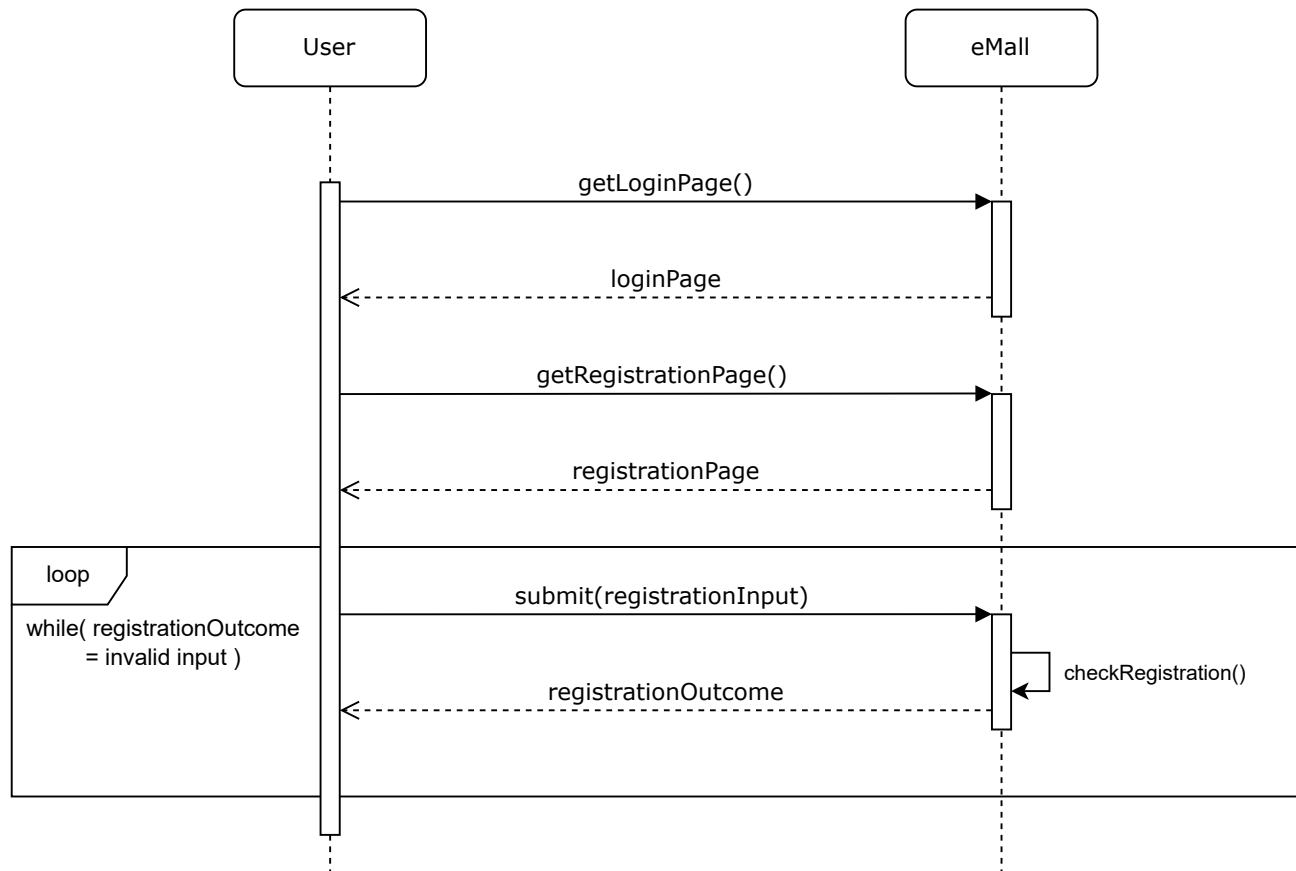 User
eMall
getLoginPage()
loginPage
getRegistrationPage()
registrationPage
loop
while( registrationOutcome
= invalid input )
submit(registrationInput)
checkRegistration()
registrationOutcome